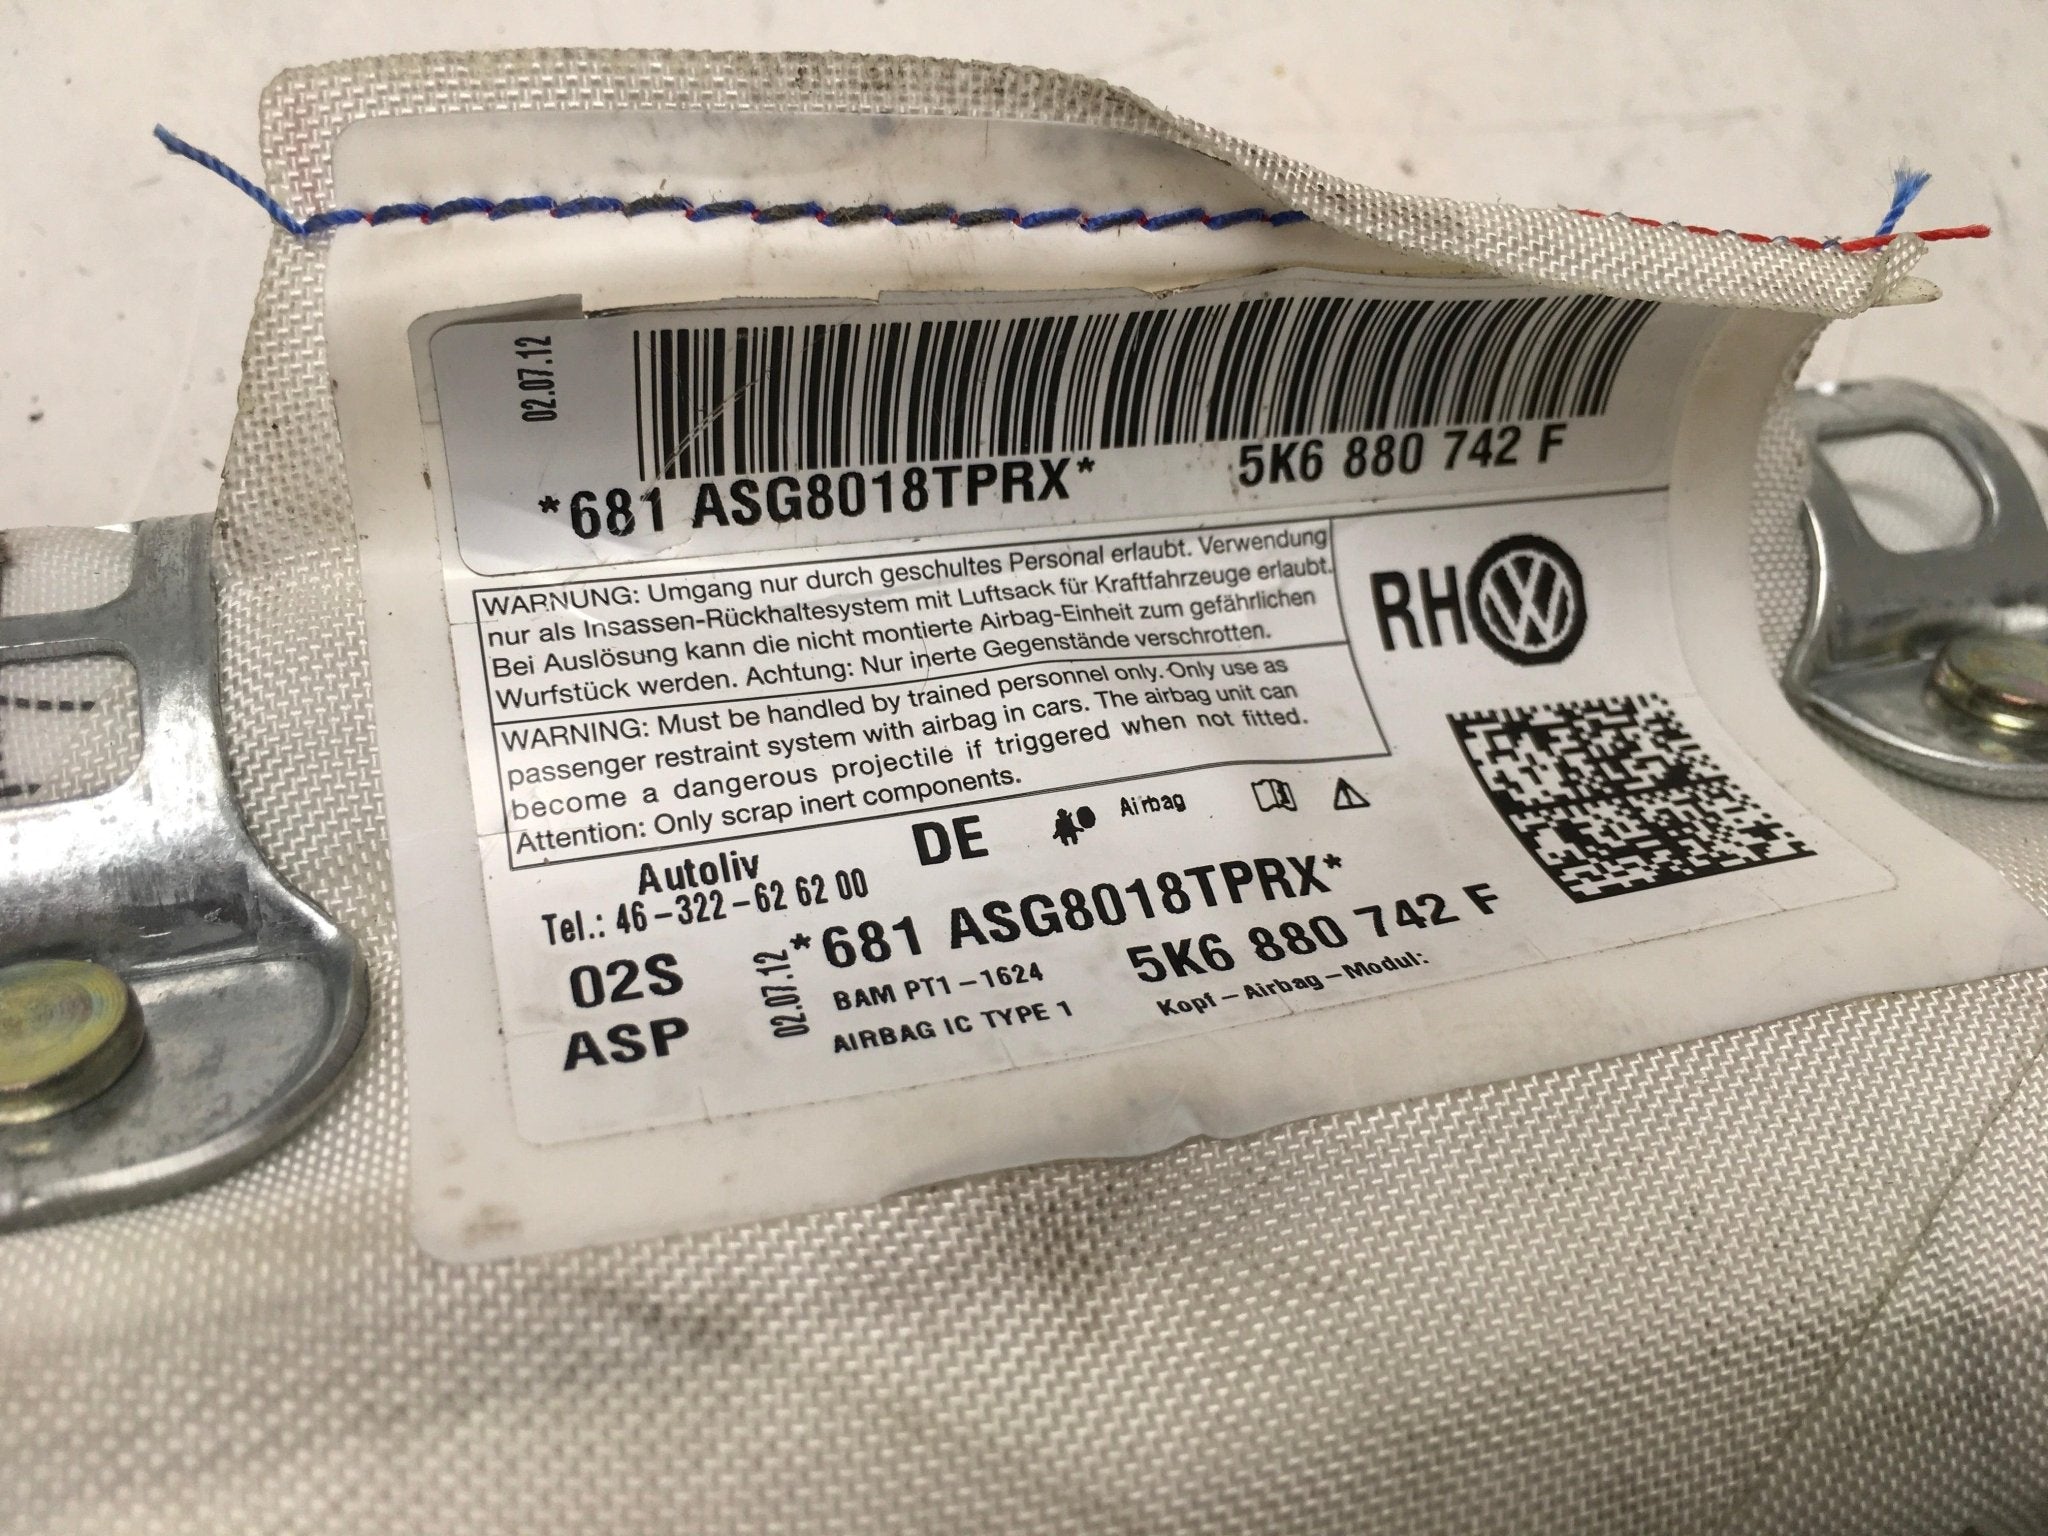 02.07.12
*681 ASG8018TPRX* 5K6 880 742 F
WARNUNG: Umgang nur durch geschultes Personal erlaubt. Verwendung
nur als Insassen-Rückhaltesystem mit Luftsack für Kraftfahrzeuge erlaubt.
Bei Auslösung kann die nicht montierte Airbag-Einheit zum gefährlichen
Wurfstück werden. Achtung: Nur inerte Gegenstände verschrotten.
RH
WARNING: Must be handled by trained personnel only. Only use as
passenger restraint system with airbag in cars. The airbag unit can
become a dangerous projectile if triggered when not fitted.
Attention: Only scrap inert components.
Autoliv DE Airbag
Tel.: 46-322-626200
*681 ASG8018TPRX*
02S 02.07.12 BAM PT1-1624 5K6 880 742 F
ASP AIRBAG IC TYPE 1 Kopf-Airbag-Modul: